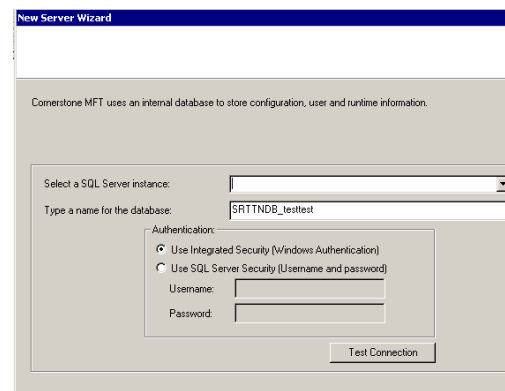 New Server Wizard
Cornerstone MFT uses an internal database to store configuration, user and runtime information.
Select a SQL Server instance:
Type a name for the database: SRTTNDB_testtest
Authentication:
Use Integrated Security (Windows Authentication)
Use SQL Server Security (Username and password)
Username:
Password:
Test Connection